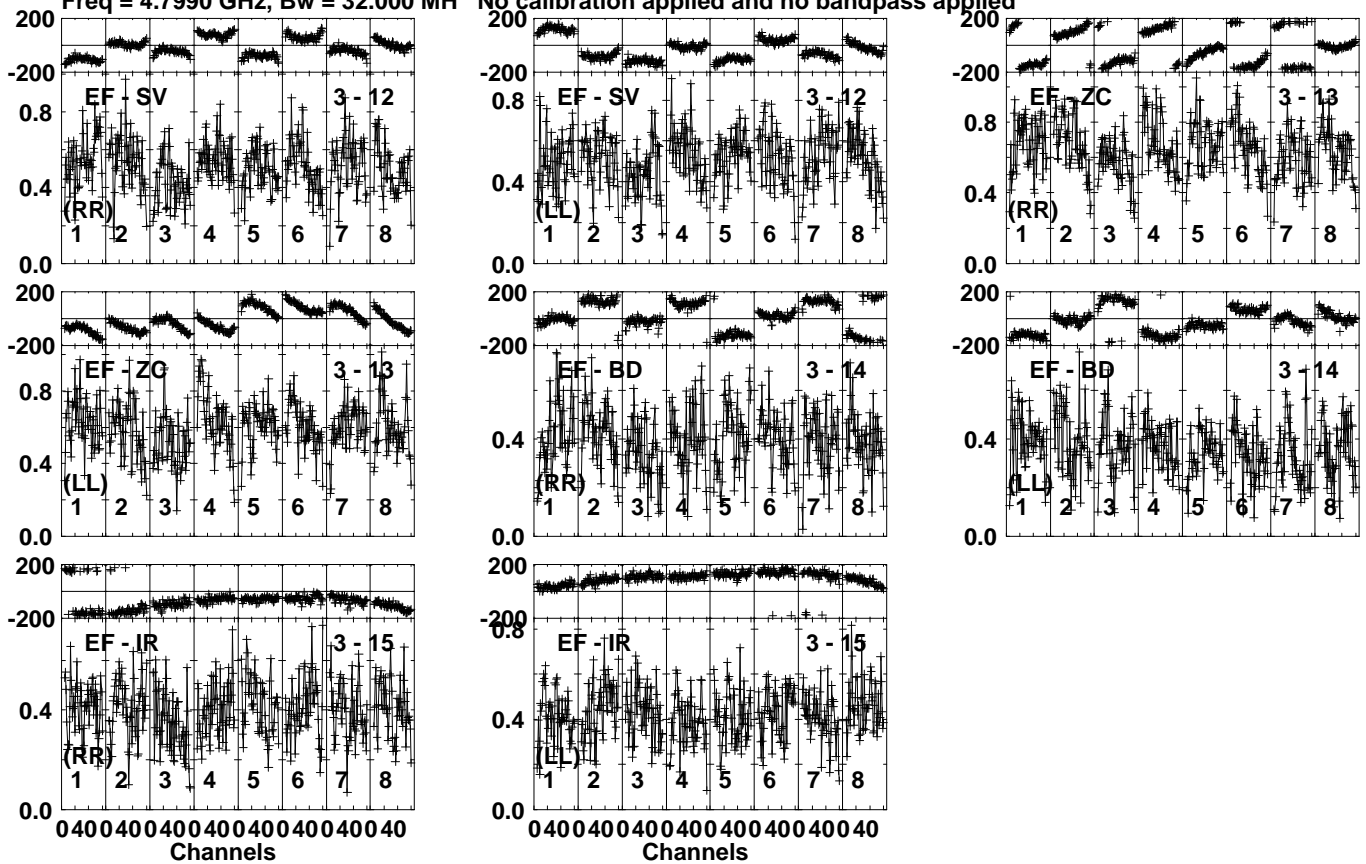 Freq = 4.7990 GHz, Bw = 32.000 MH No calibration applied and no bandpass applied
200
-200
EF - SV 3 - 12
0.8
0.4
(RR)
1 2 3 4 5 6 7 8
0.0
EF - SV 3 - 12
0.8
0.4
(LL)
1 2 3 4 5 6 7 8
0.0
200
-200
EF - ZC 3 - 13
0.8
0.4
(RR)
1 2 3 4 5 6 7 8
0.0
200
-200
EF - ZC 3 - 13
0.8
0.4
(LL)
1 2 3 4 5 6 7 8
0.0
200
-200
EF - BD 3 - 14
0.4
(RR)
1 2 3 4 5 6 7 8
0.0
200
-200
EF - BD 3 - 14
0.4
(LL)
1 2 3 4 5 6 7 8
0.0
200
-200
EF - IR 3 - 15
0.4
(RR)
1 2 3 4 5 6 7 8
0.0
0 40 0 40 0 40 0 40 0 40 0 40 0 40 0 40
Channels
200
-200
0.8
EF - IR 3 - 15
0.4
(LL)
1 2 3 4 5 6 7 8
0.0
0 40 0 40 0 40 0 40 0 40 0 40 0 40 0 40
Channels